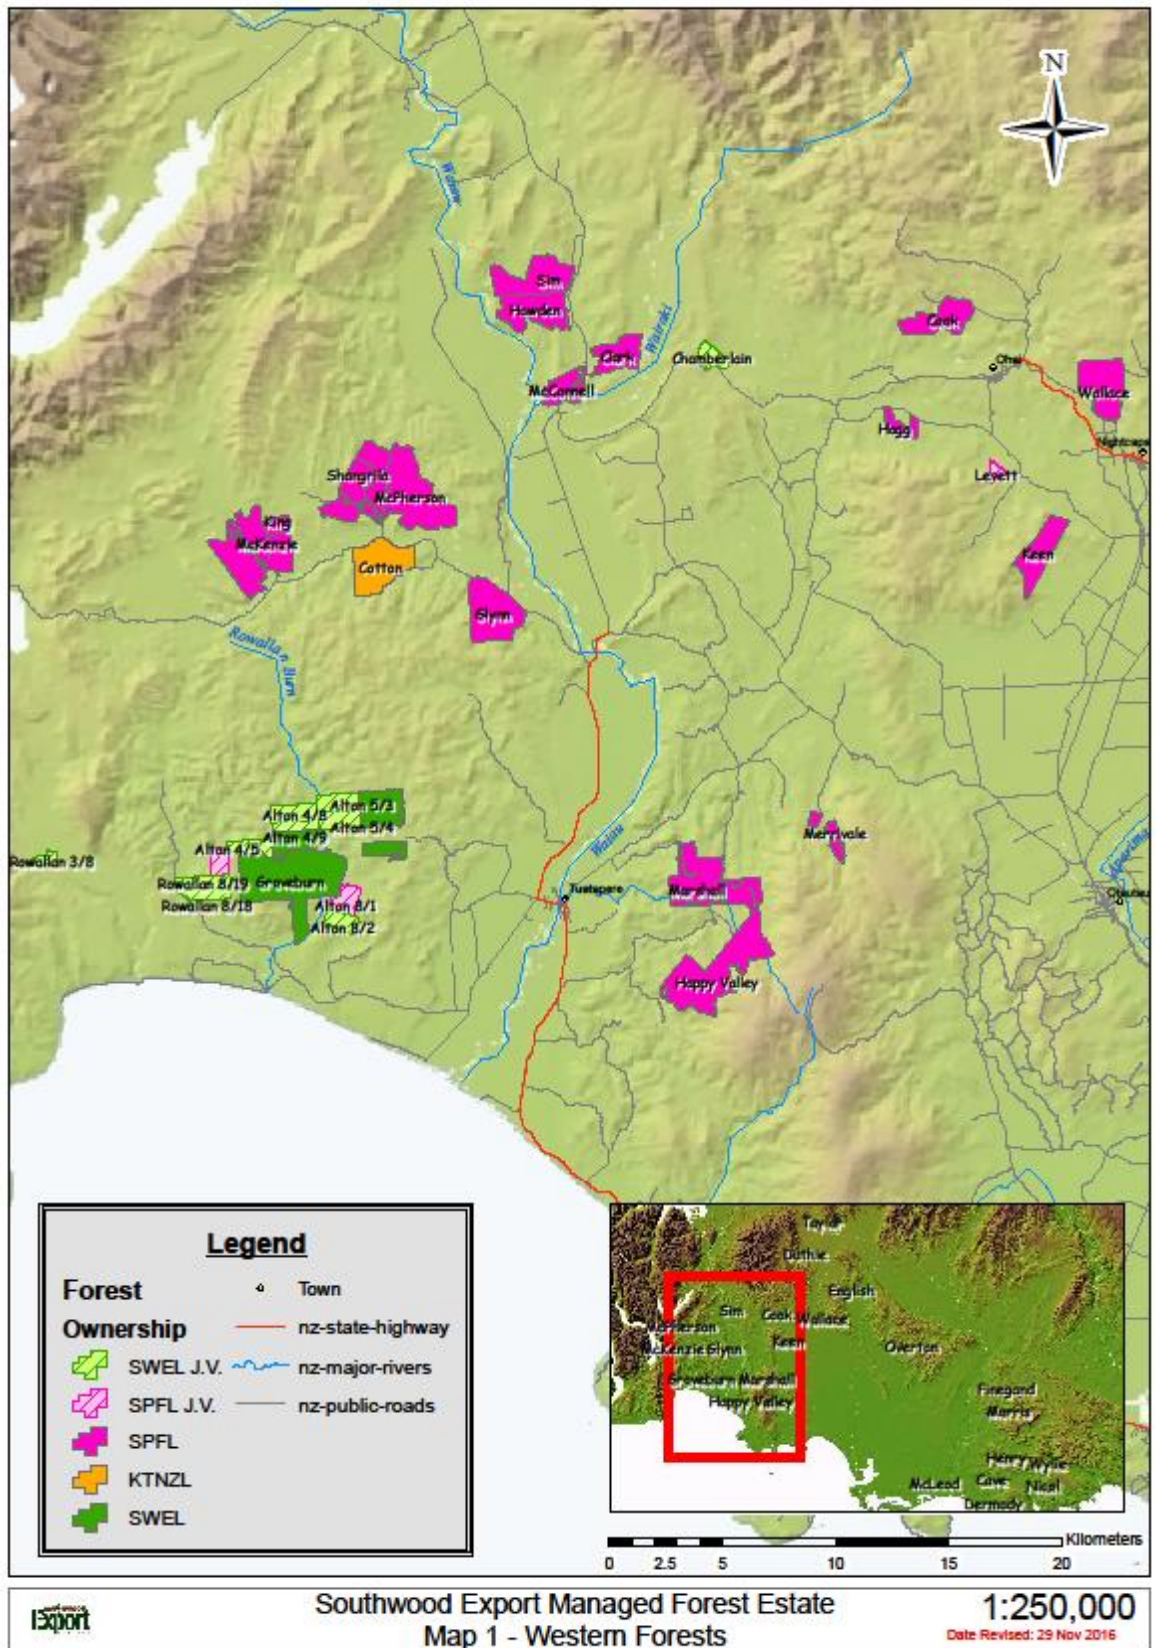 N
Waiau
Sim
Howden
Wairaki
Clark
Chamberlain
McConnell
Cook
Ohai
Wallace
Hogg
Nightcaps
Levett
Shangrila
McPherson
King
McKenzie
Cotton
Keen
Glynn
Rowallan Burn
Alton 5/3
Alton 4/8
Alton 5/4
Alton 4/9
Alton 4/5
Rowallan 3/8
Rowallan 8/19
Groveburn
Rowallan 8/18
Alton 8/1
Alton 8/2
Waiau
Tuatapere
Merrivale
Marshall
Happy Valley
Aparima
Otautau
Legend
Forest
Ownership
Town
nz-state-highway
SWEL J.V.
nz-major-rivers
SPFL J.V.
nz-public-roads
SPFL
KTNZL
SWEL
Taylor
Duthie
English
Sim
Cook
Wallace
McPherson
Keen
McKenzie
Glynn
Overton
Groveburn
Marshall
Happy Valley
Finegand
Morris
Henry
Wylie
McLeod
Cave
Nicol
Dermody
Kilometers
0 2.5 5 10 15 20
Export
Southwood Export Managed Forest Estate
Map 1 - Western Forests
1:250,000
Date Revised: 29 Nov 2016